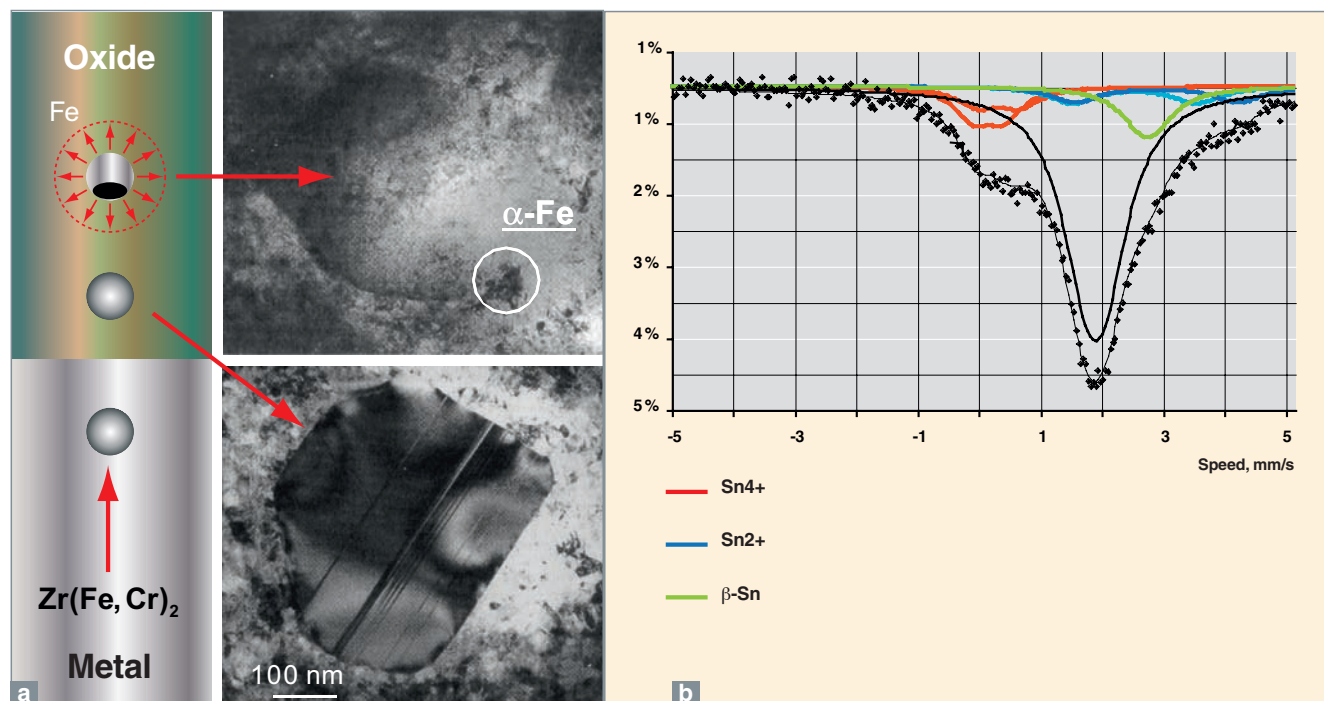 Oxide
Fe
α-Fe
Zr(Fe, Cr)₂
Metal
100 nm
a
1%
1%
2%
3%
4%
5%
-5 -3 -1 1 3 5
Speed, mm/s
Sn4+
Sn2+
β-Sn
b